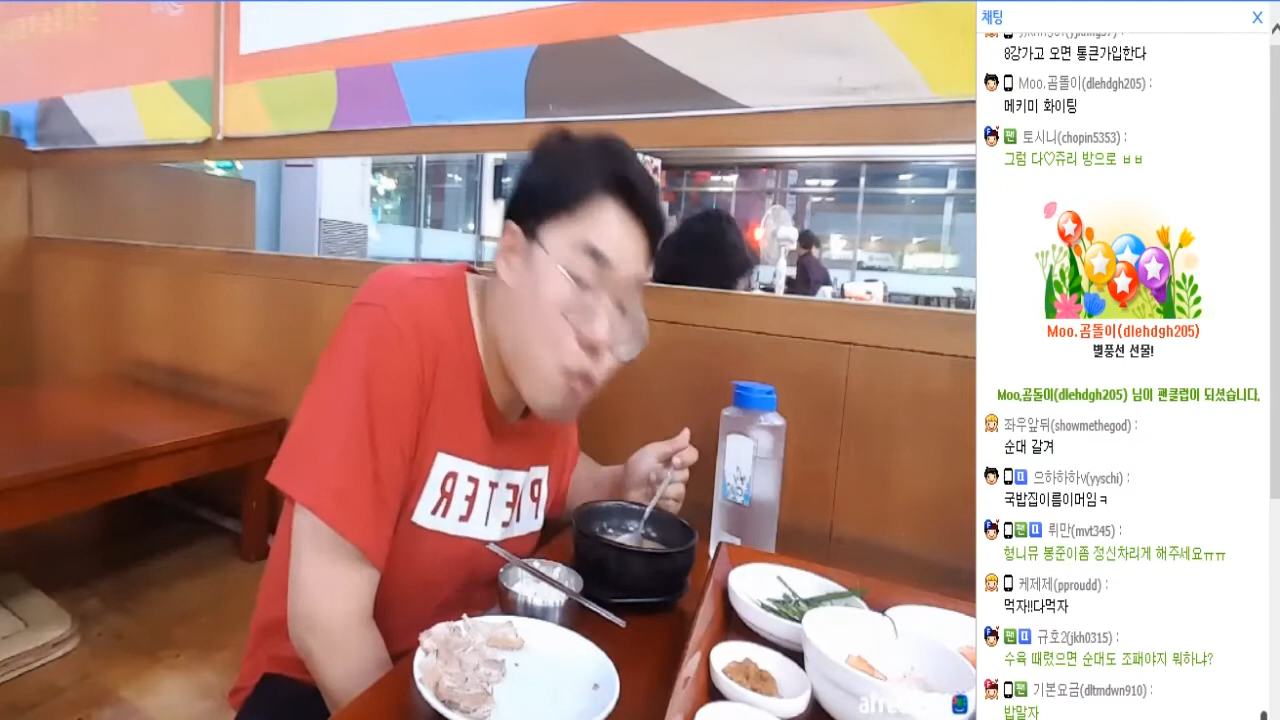 채팅
8강가고 오면 통큰가입한다
Moo.곰돌이(dlehdgh205) :
메키미 화이팅
토시니(chopin5353) :
그럼 다♡쥬리 방으로 ㅂㅂ
Moo.곰돌이(dlehdgh205)
별풍선 선물!
Moo.곰돌이(dlehdgh205) 님이 팬클럽이 되셨습니다.
좌우앞뒤(showmethegod) :
순대 갈겨
으하하하v(yyschi) :
국밥집이름이머임ㅋ
뤼만(mvt345) :
형니뮤 봉준이좀 정신차리게 해주세요ㅠㅠ
케제제(pproudd) :
먹자!!다먹자
규호2(jkh0315) :
수육 때렸으면 순대도 조패야지 뭐하냐?
기본요금(dltmdwn910) :
밥말자
PIETER